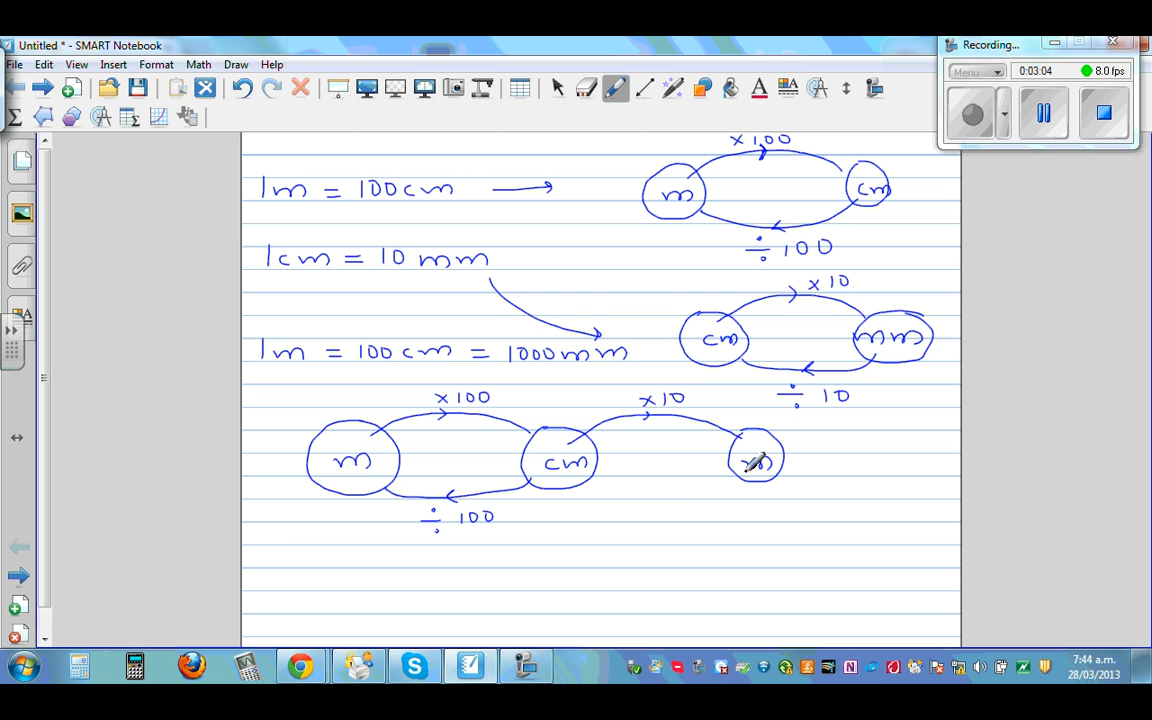 Untitled * - SMART Notebook
File Edit View Insert Format Math Draw Help
Recording...
Menu
0:03:04
8.0 fps
× 100
1m = 100cm → m cm
÷ 100
1cm = 10 mm
× 10
cm mm
1m = 100cm = 1000mm
÷ 10
×100 ×10
m cm m
÷ 100
7:44 a.m.
28/03/2013